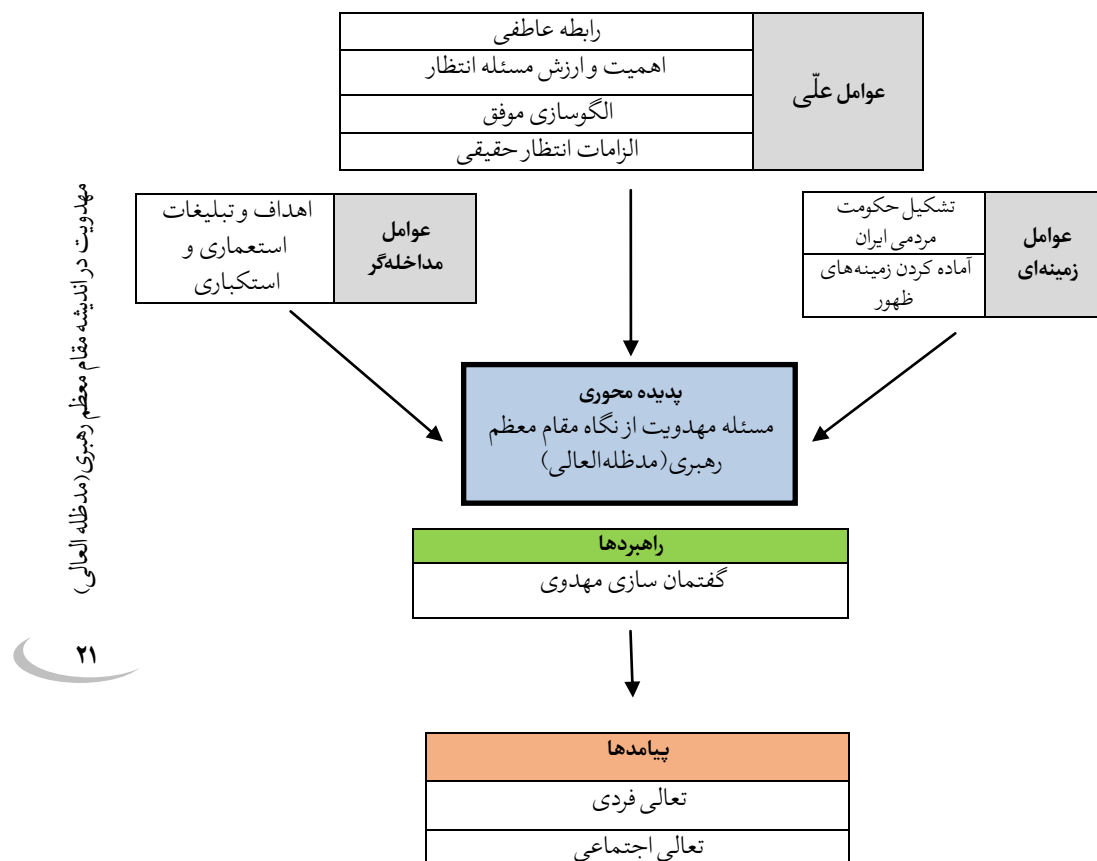 رابطه عاطفی
اهمیت و ارزش مسئله انتظار
الگوسازی موفق
الزامات انتظار حقیقی
عوامل علّی
تشکیل حکومت
مردمی ایران
آماده کردن زمینه‌های
ظهور
عوامل
زمینه‌ای
اهداف و تبلیغات
استعماری و
استکباری
عوامل
مداخله‌گر
پدیده محوری
مسئله مهدویت از نگاه مقام معظم
رهبری(مدظله‌العالی)
راهبردها
گفتمان سازی مهدوی
پیامدها
تعالی فردی
تعالی اجتماعی
مهدویت در اندیشه مقام معظم رهبری(مدظله العالی)
۲۱